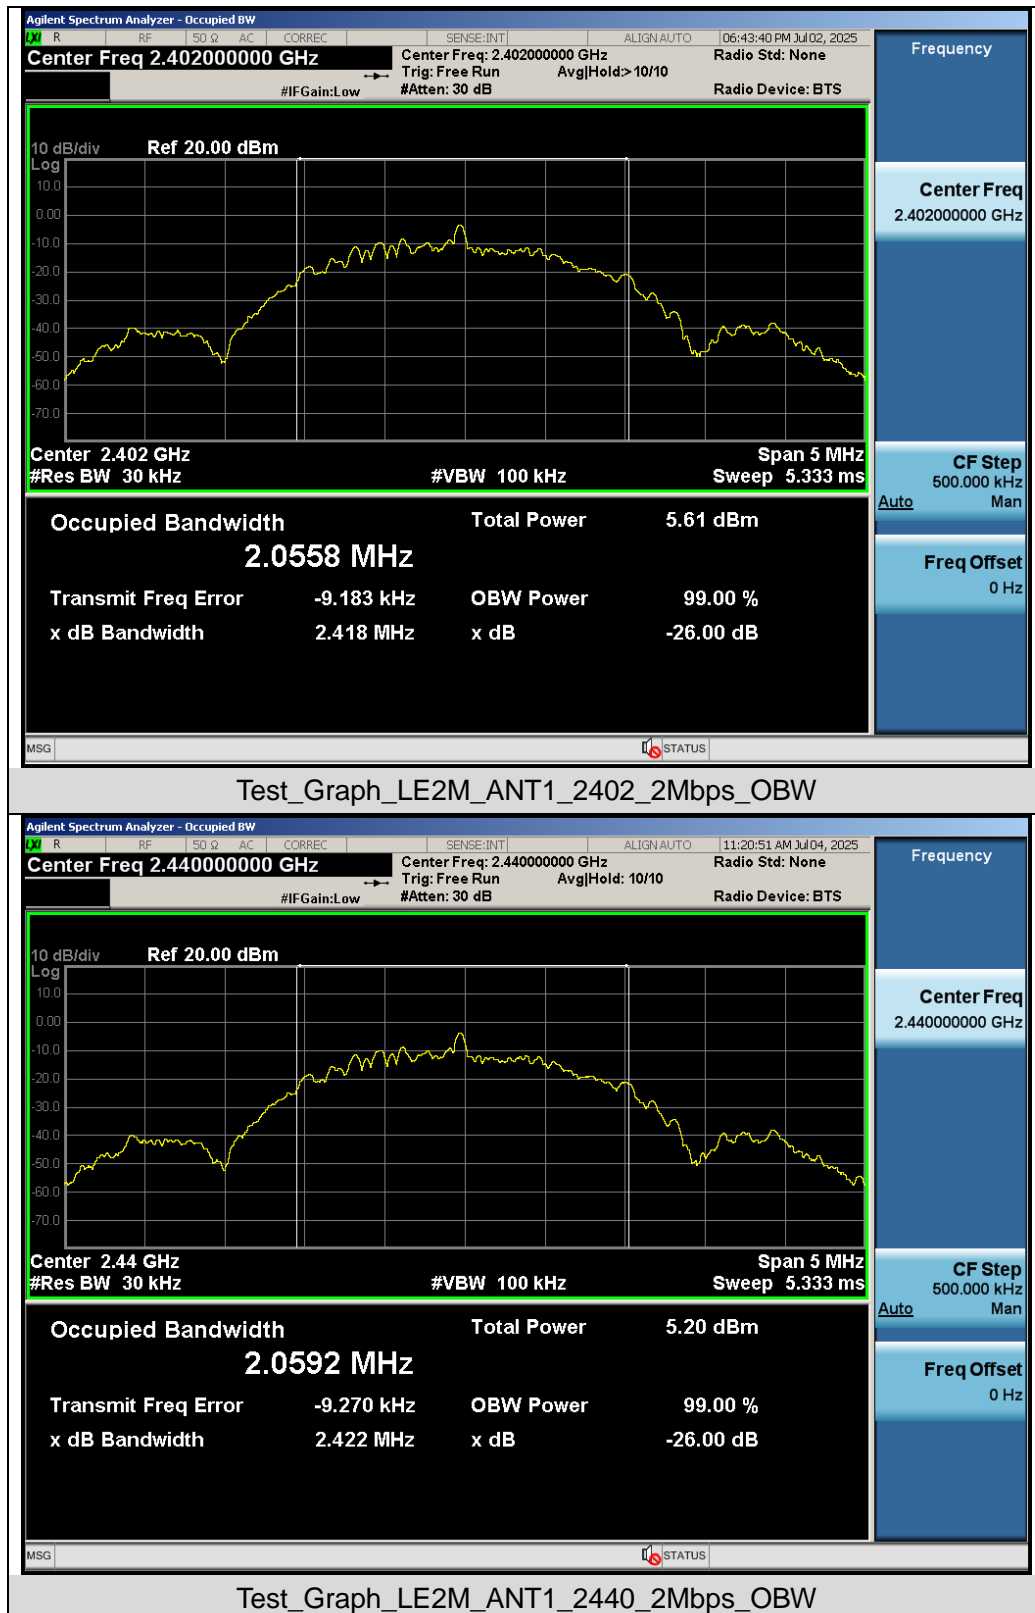 Agilent Spectrum Analyzer - Occupied BW
LXI R RF 50 Ω AC CORREC SENSE:INT ALIGN AUTO 06:43:40 PM Jul 02, 2025
Center Freq 2.402000000 GHz
Center Freq: 2.402000000 GHz Radio Std: None
Trig: Free Run Avg|Hold:>10/10
#IFGain:Low #Atten: 30 dB Radio Device: BTS
Frequency
10 dB/div Ref 20.00 dBm
Log
10.0
0.00
-10.0
-20.0
-30.0
-40.0
-50.0
-60.0
-70.0
Center 2.402 GHz Span 5 MHz
#Res BW 30 kHz #VBW 100 kHz Sweep 5.333 ms
Center Freq
2.402000000 GHz
CF Step
500.000 kHz
Auto Man
Freq Offset
0 Hz
Occupied Bandwidth Total Power 5.61 dBm
2.0558 MHz
Transmit Freq Error -9.183 kHz OBW Power 99.00 %
x dB Bandwidth 2.418 MHz x dB -26.00 dB
MSG STATUS
Test_Graph_LE2M_ANT1_2402_2Mbps_OBW
Agilent Spectrum Analyzer - Occupied BW
LXI R RF 50 Ω AC CORREC SENSE:INT ALIGN AUTO 11:20:51 AM Jul 04, 2025
Center Freq 2.440000000 GHz
Center Freq: 2.440000000 GHz Radio Std: None
Trig: Free Run Avg|Hold: 10/10
#IFGain:Low #Atten: 30 dB Radio Device: BTS
Frequency
10 dB/div Ref 20.00 dBm
Log
10.0
0.00
-10.0
-20.0
-30.0
-40.0
-50.0
-60.0
-70.0
Center 2.44 GHz Span 5 MHz
#Res BW 30 kHz #VBW 100 kHz Sweep 5.333 ms
Center Freq
2.440000000 GHz
CF Step
500.000 kHz
Auto Man
Freq Offset
0 Hz
Occupied Bandwidth Total Power 5.20 dBm
2.0592 MHz
Transmit Freq Error -9.270 kHz OBW Power 99.00 %
x dB Bandwidth 2.422 MHz x dB -26.00 dB
MSG STATUS
Test_Graph_LE2M_ANT1_2440_2Mbps_OBW